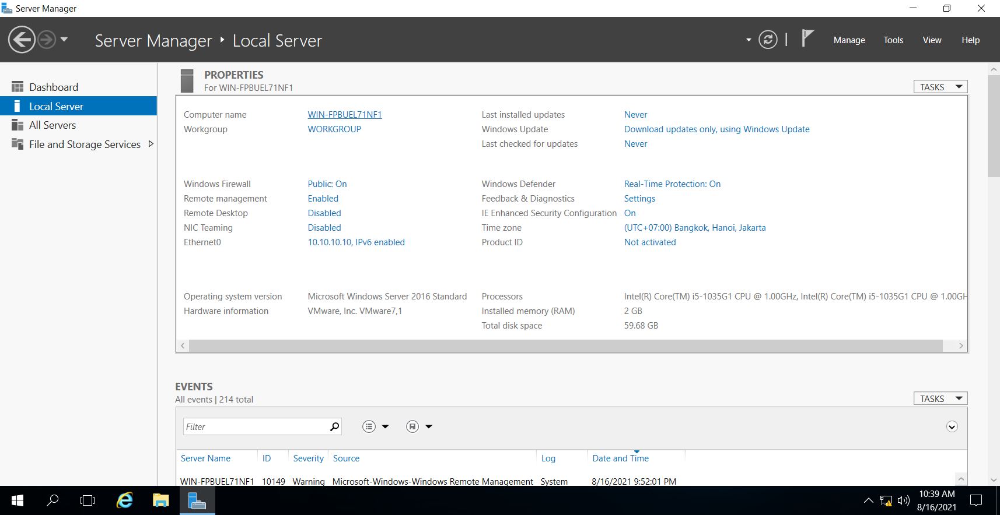 Server Manager
Server Manager ‣ Local Server
Manage Tools View Help
Dashboard
Local Server
All Servers
File and Storage Services
PROPERTIES
For WIN-FPBUEL71NF1
TASKS
Computer name WIN-FPBUEL71NF1 Last installed updates Never
Workgroup WORKGROUP Windows Update Download updates only, using Windows Update
Last checked for updates Never
Windows Firewall Public: On Windows Defender Real-Time Protection: On
Remote management Enabled Feedback & Diagnostics Settings
Remote Desktop Disabled IE Enhanced Security Configuration On
NIC Teaming Disabled Time zone (UTC+07:00) Bangkok, Hanoi, Jakarta
Ethernet0 10.10.10.10, IPv6 enabled Product ID Not activated
Operating system version Microsoft Windows Server 2016 Standard Processors Intel(R) Core(TM) i5-1035G1 CPU @ 1.00GHz, Intel(R) Core(TM) i5-1035G1 CPU @ 1.00GH
Hardware information VMware, Inc. VMware7,1 Installed memory (RAM) 2 GB
Total disk space 59.68 GB
EVENTS
All events | 214 total
TASKS
Filter
Server Name ID Severity Source Log Date and Time
WIN-FPBUEL71NF1 10149 Warning Microsoft-Windows-Windows Remote Management System 8/16/2021 9:52:01 PM
10:39 AM
8/16/2021